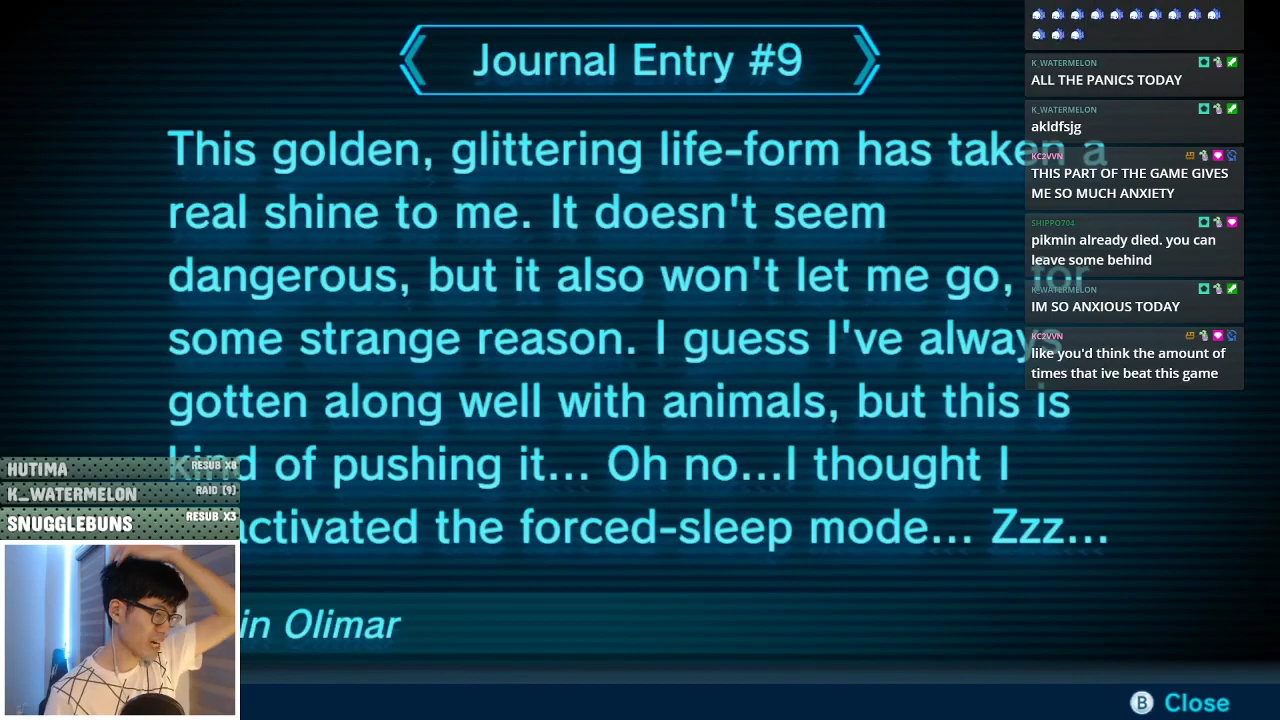 Journal Entry #9
This golden, glittering life-form has taken a
real shine to me. It doesn't seem
dangerous, but it also won't let me go, for
some strange reason. I guess I've always
gotten along well with animals, but this is
kind of pushing it... Oh no...I thought I
activated the forced-sleep mode... Zzz...
in Olimar
B Close
K_WATERMELON
ALL THE PANICS TODAY
K_WATERMELON
akldfsjg
KC2VVN
THIS PART OF THE GAME GIVES
ME SO MUCH ANXIETY
SHIPPO704
pikmin already died. you can
leave some behind
K_WATERMELON
IM SO ANXIOUS TODAY
KC2VVN
like you'd think the amount of
times that ive beat this game
HUTIMA RESUB X8
K_WATERMELON RAID (9)
SNUGGLEBUNS RESUB X3